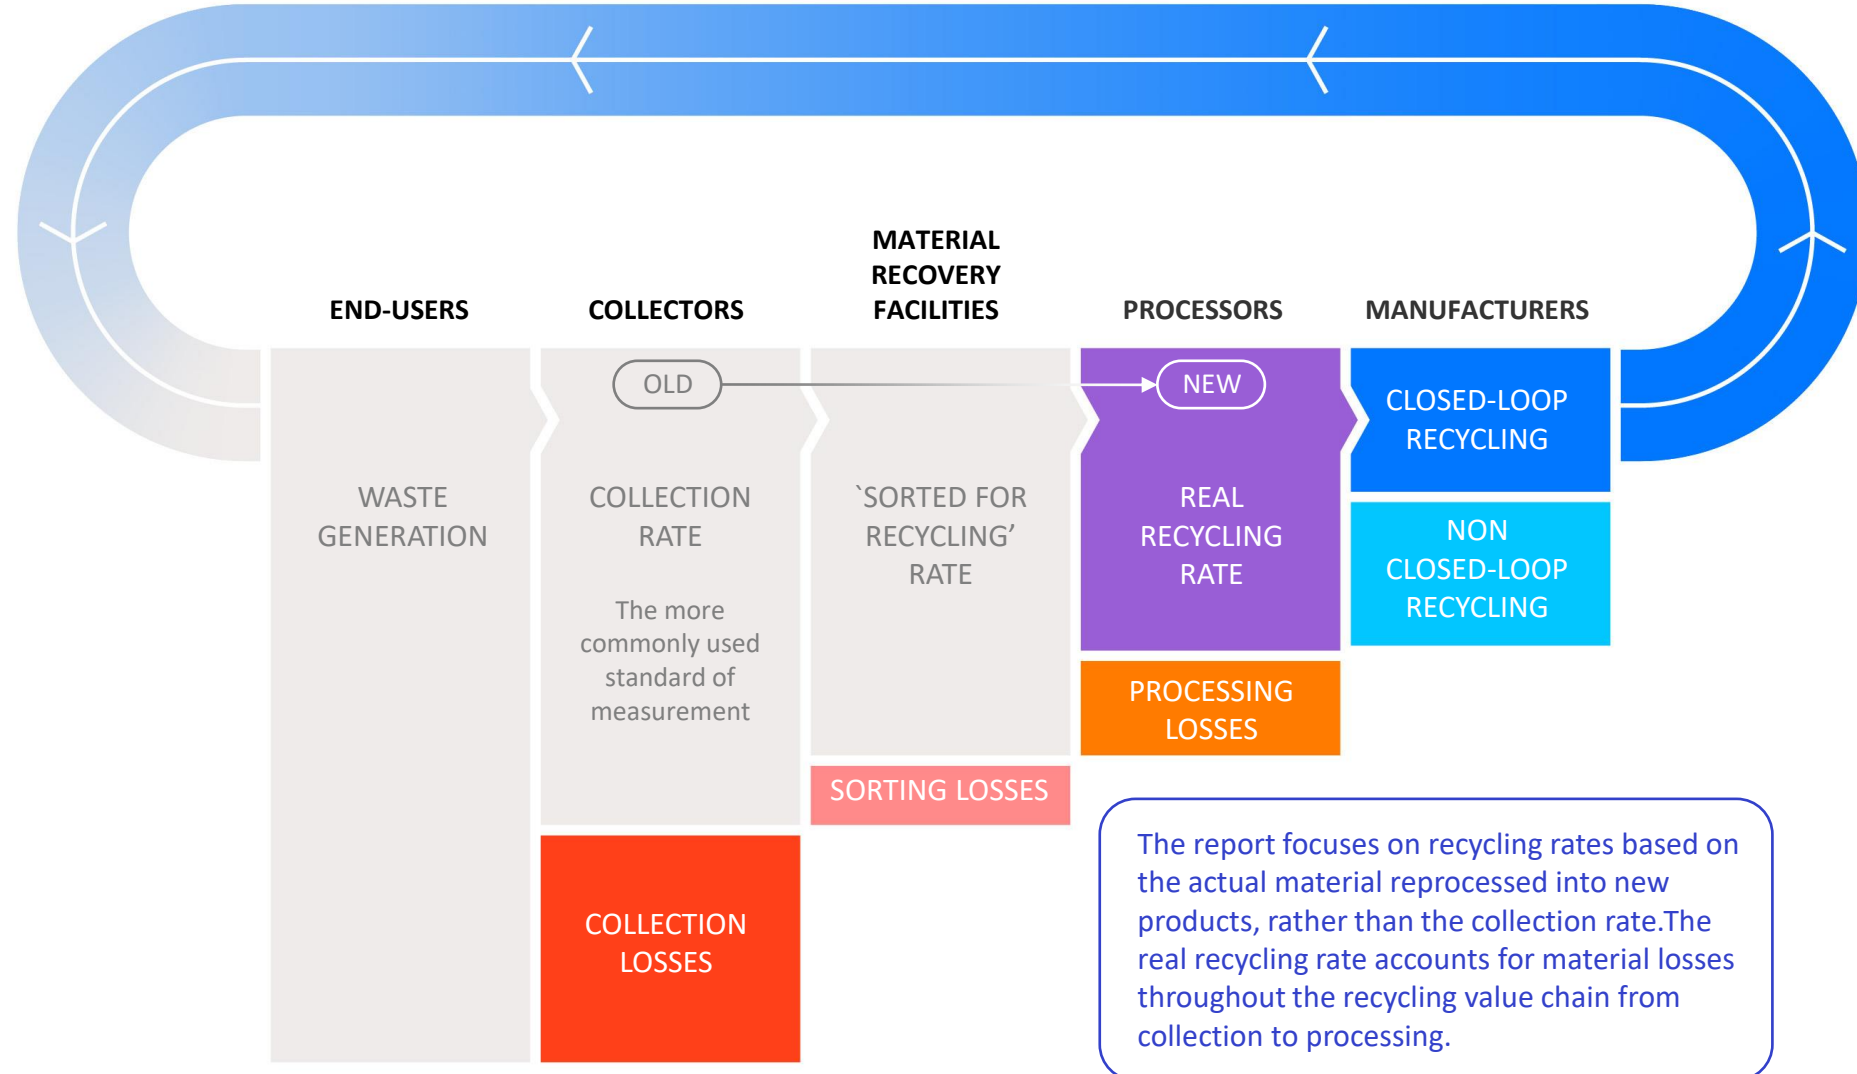 END-USERS
COLLECTORS
MATERIAL
RECOVERY
FACILITIES
PROCESSORS
MANUFACTURERS
OLD
NEW
WASTE
GENERATION
COLLECTION
RATE
The more
commonly used
standard of
measurement
`SORTED FOR
RECYCLING’
RATE
REAL
RECYCLING
RATE
CLOSED-LOOP
RECYCLING
NON
CLOSED-LOOP
RECYCLING
PROCESSING
LOSSES
SORTING LOSSES
COLLECTION
LOSSES
The report focuses on recycling rates based on
the actual material reprocessed into new
products, rather than the collection rate.The
real recycling rate accounts for material losses
throughout the recycling value chain from
collection to processing.